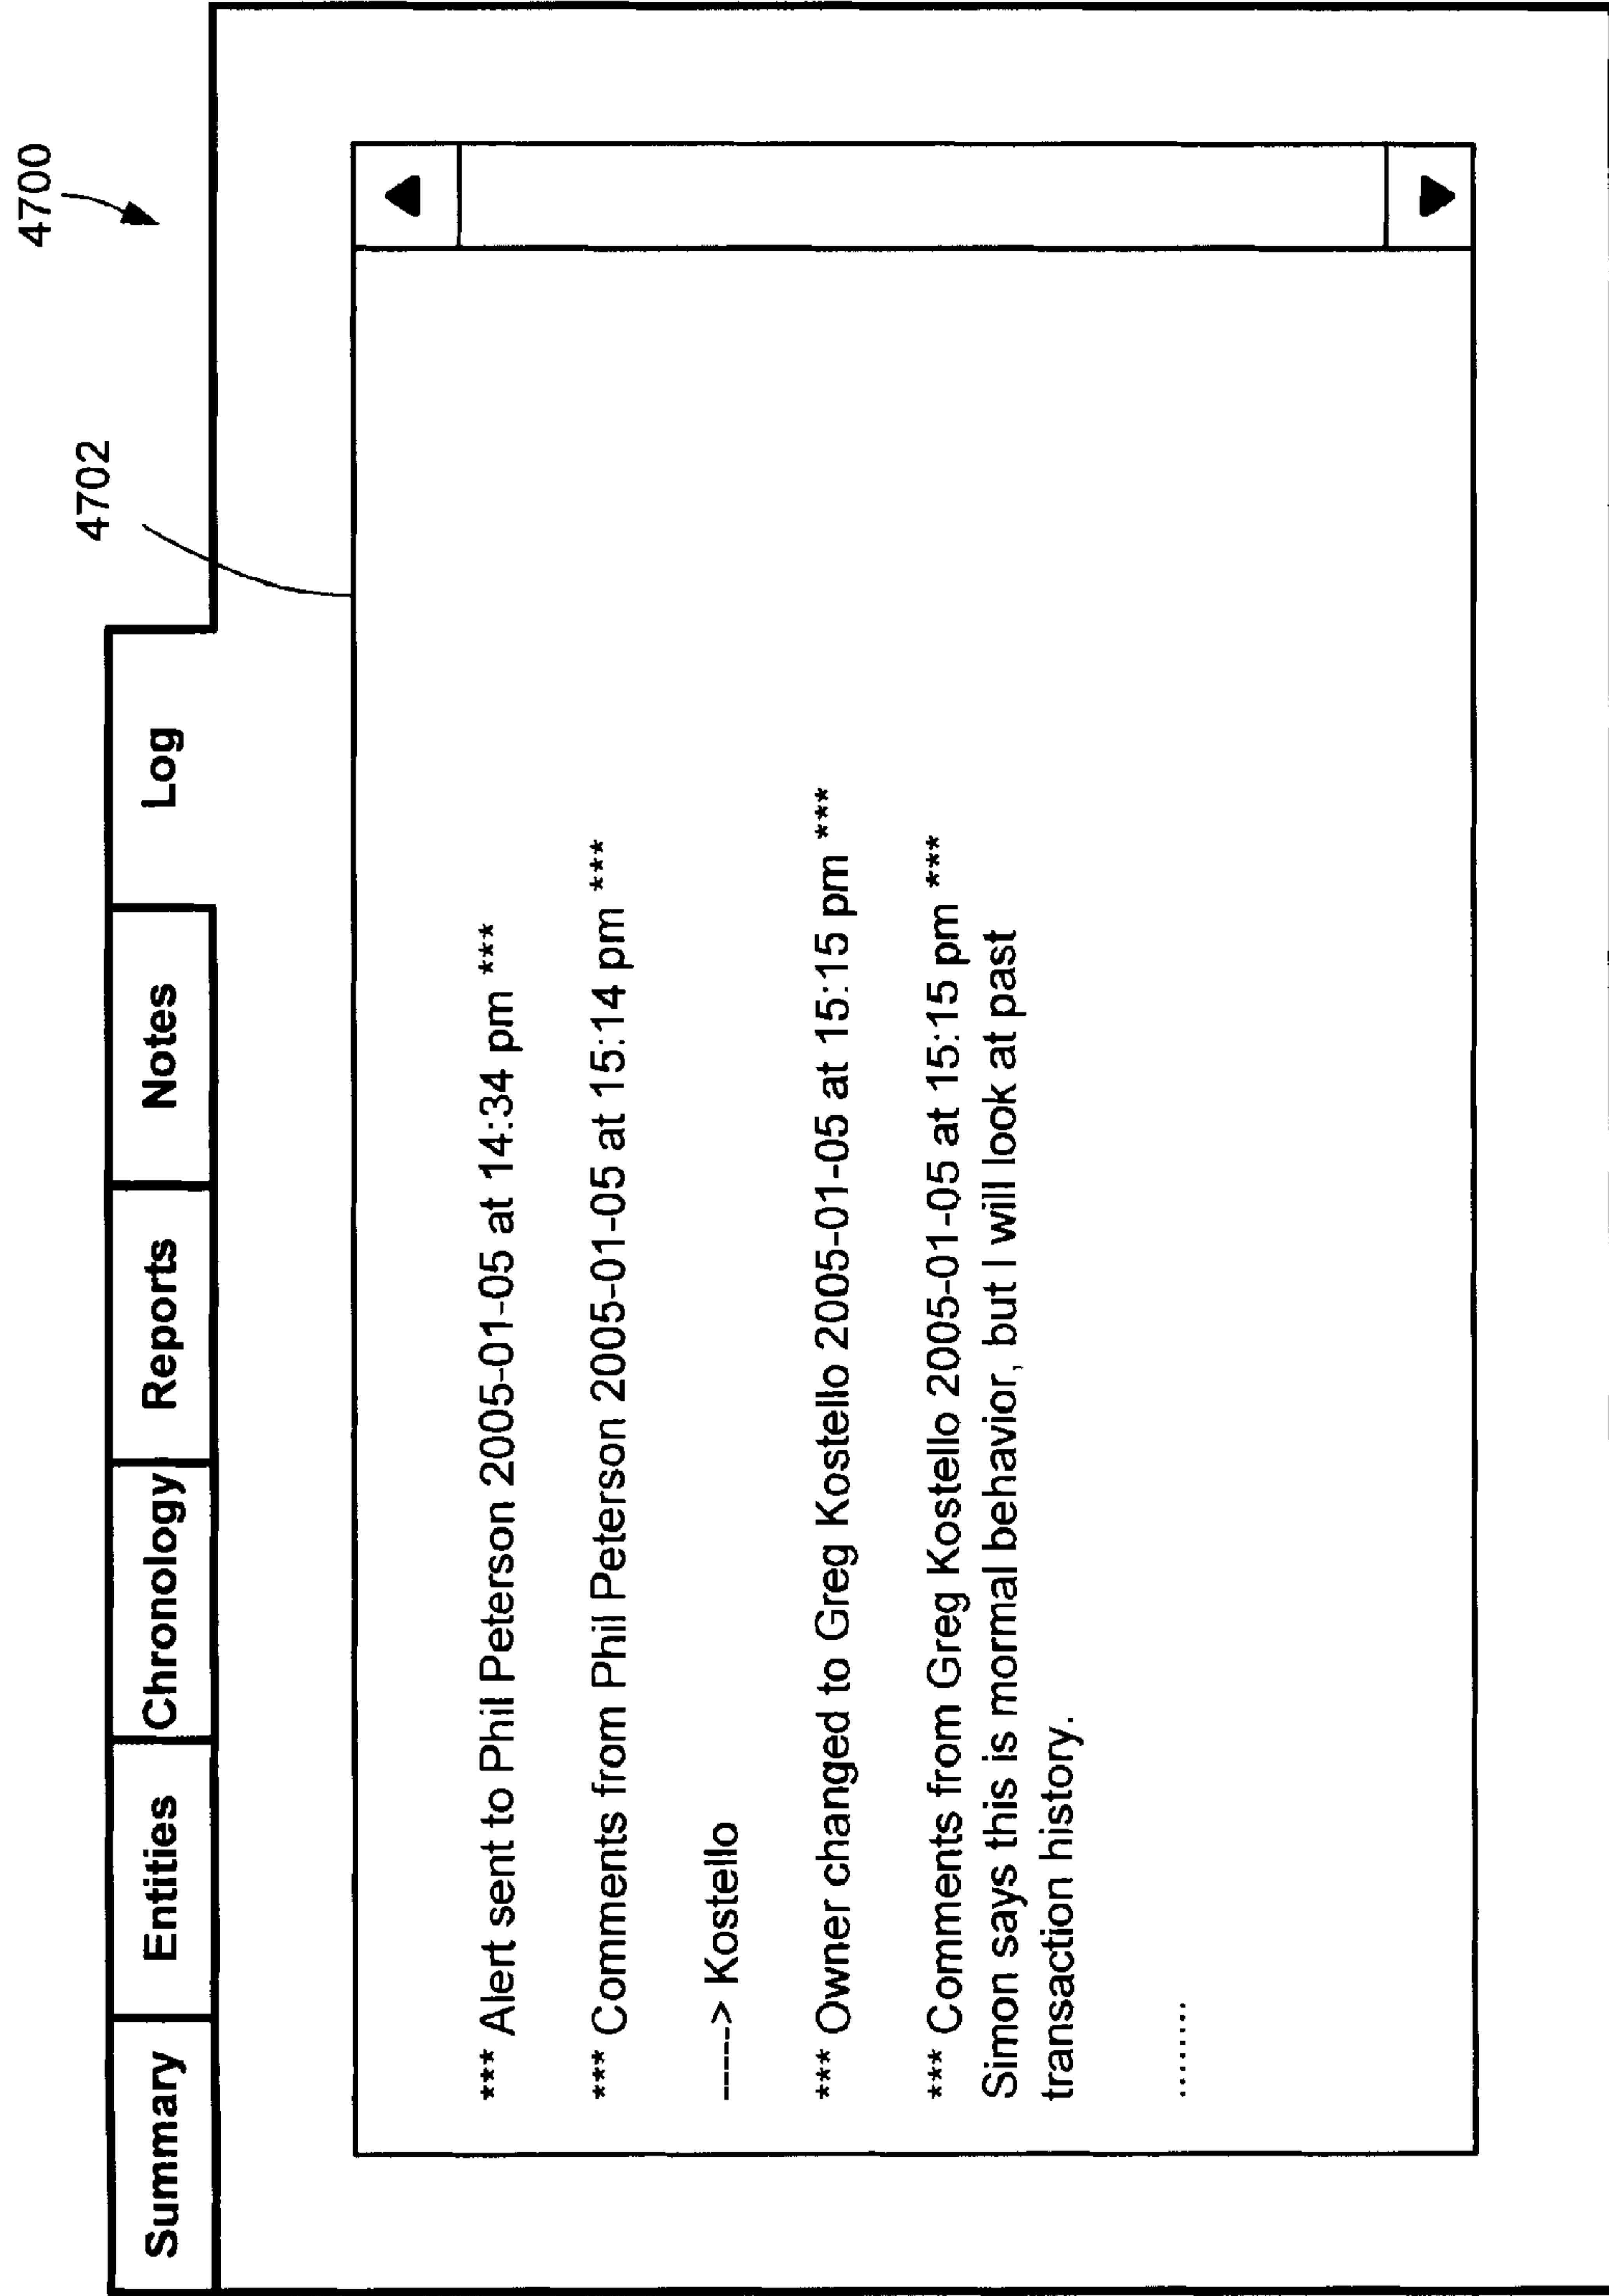 4700
4702
Summary
Entities
Chronology
Reports
Notes
Log
*** Alert sent to Phil Peterson 2005-01-05 at 14:34 pm ***
*** Comments from Phil Peterson 2005-01-05 at 15:14 pm ***
-----> Kostello
*** Owner changed to Greg Kostello 2005-01-05 at 15:15 pm ***
*** Comments from Greg Kostello 2005-01-05 at 15:15 pm ***
Simon says this is mormal behavior, but I will look at past
transaction history.
........